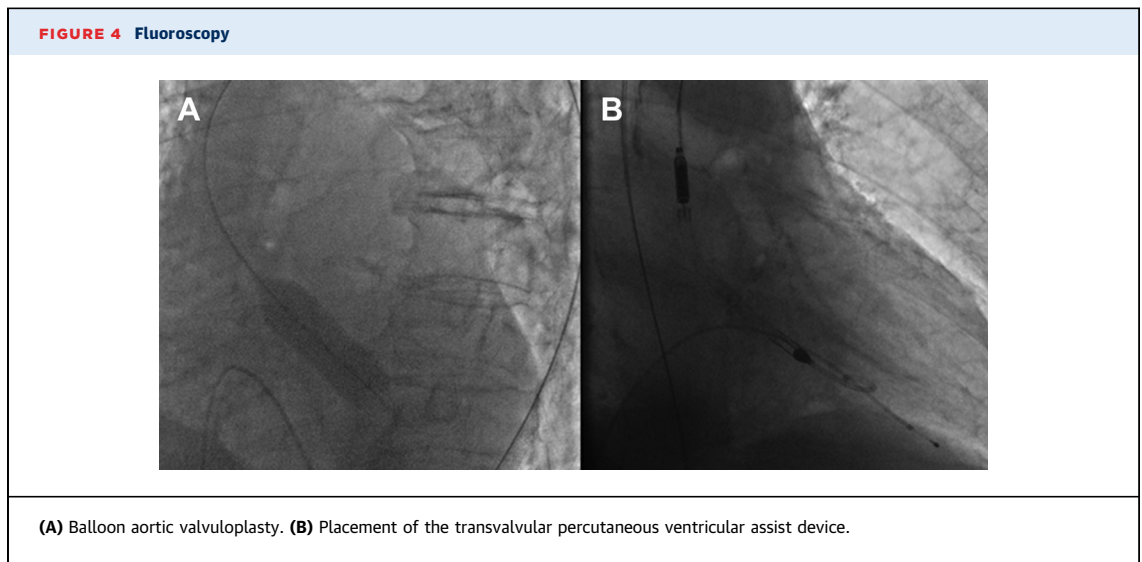 FIGURE 4 Fluoroscopy
A
B
(A) Balloon aortic valvuloplasty. (B) Placement of the transvalvular percutaneous ventricular assist device.